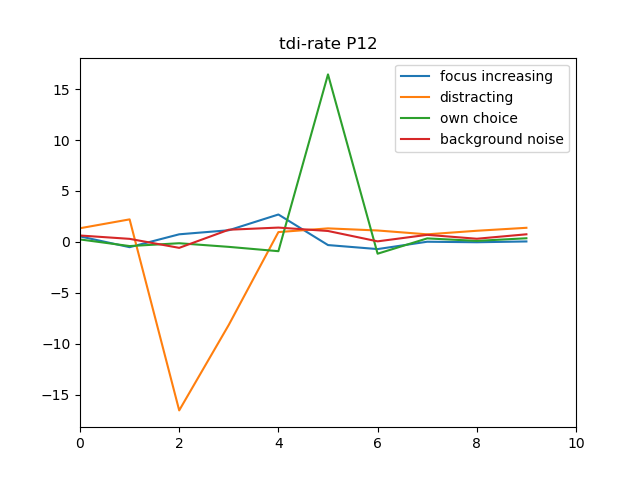 tdi-rate P12
focus increasing
distracting
own choice
background noise
15
10
5
0
−5
−10
−15
0 2 4 6 8 10